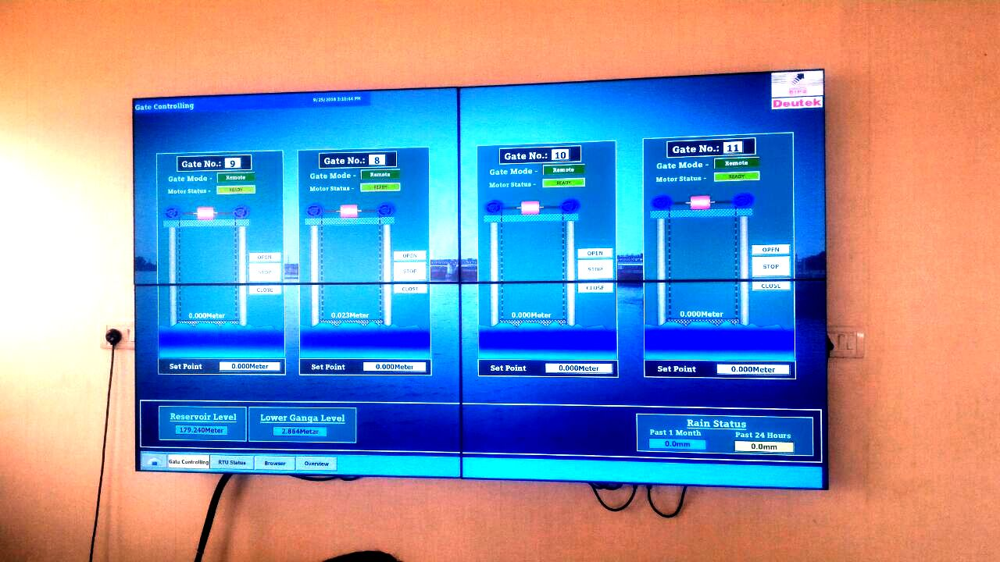 Gate Controlling
9/25/2016 3:10:44 PM
Deutek
Gate No.: 9
Gate Mode - Remote
Motor Status - READY
OPEN
STOP
CLOSE
0.000Meter
Set Point 0.000Meter
Gate No.: 8
Gate Mode - Remote
Motor Status - READY
OPEN
STOP
CLOSE
0.023Meter
Set Point 0.000Meter
Gate No.: 10
Gate Mode - Remote
Motor Status - READY
OPEN
STOP
CLOSE
0.000Meter
Set Point 0.000Meter
Gate No.: 11
Gate Mode - Remote
Motor Status - READY
OPEN
STOP
CLOSE
0.000Meter
Set Point 0.000Meter
Reservoir Level
179.240Meter
Lower Ganga Level
2.864Meter
Rain Status
Past 1 Month Past 24 Hours
0.0mm 0.0mm
Gate Controlling RTU Status Browser Overview